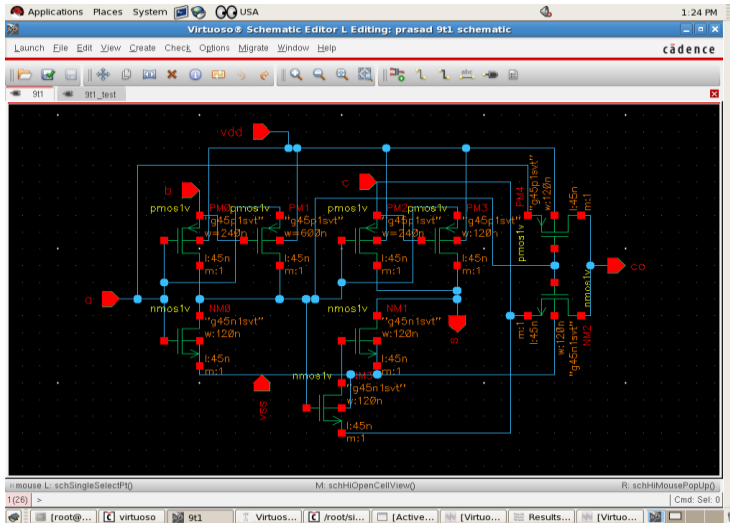 Applications Places System USA 1:24 PM
Virtuoso® Schematic Editor L Editing: prasad 9t1 schematic
Launch File Edit View Create Check Options Migrate Window Help cādence
9t1 9t1_test
vdd
b
c
a
s
co
vss
pmos1v PM0
"g45p1svt"
w=240n
l:45n
m:1
pmos1v PM1
"g45p1svt"
w=600n
l:45n
m:1
pmos1v PM2
"g45p1svt"
w=240n
l:45n
m:1
pmos1v PM3
"g45p1svt"
w:120n
l:45n
m:1
pmos1v PM4
"g45p1svt"
w:120n
l:45n
m:1
nmos1v NM0
"g45n1svt"
w:120n
l:45n
m:1
NM1
"g45n1svt"
w:120n
l:45n
m:1
nmos1v NM2
"g45n1svt"
w:120n
l:45n
m:1
nmos1v
"g45n1svt"
w:120n
l:45n
m:1
mouse L: schSingleSelectPt() M: schHiOpenCellView() R: schHiMousePopUp()
1(26) > Cmd: Sel: 0
[root@... virtuoso 9t1 Virtuos... /root/si... [Active... [Virtuo... Results... [Virtuo...